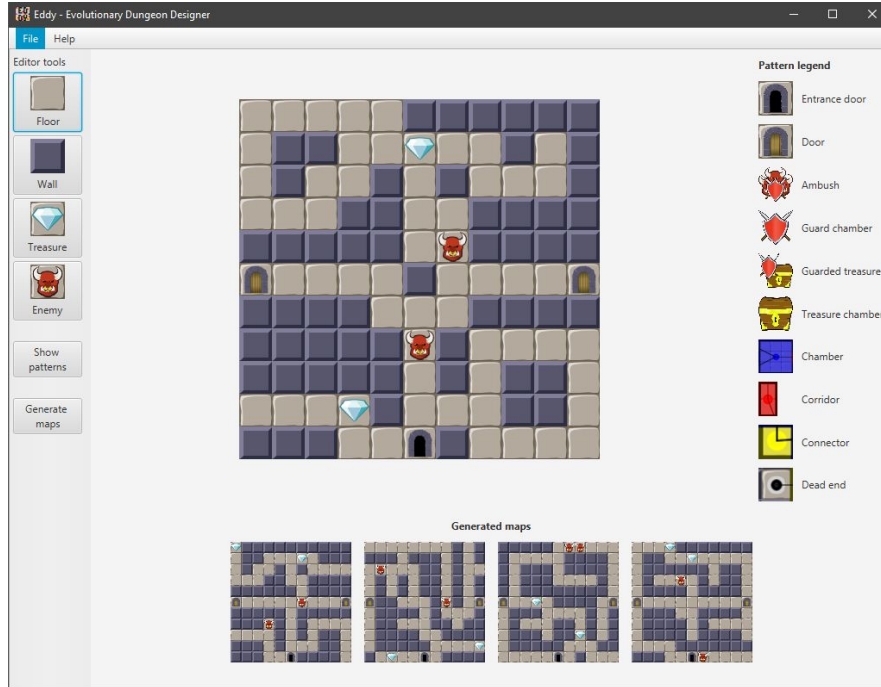 Eddy - Evolutionary Dungeon Designer
File Help
Editor tools
Floor
Wall
Treasure
Enemy
Show
patterns
Generate
maps
Pattern legend
Entrance door
Door
Ambush
Guard chamber
Guarded treasure
Treasure chamber
Chamber
Corridor
Connector
Dead end
Generated maps